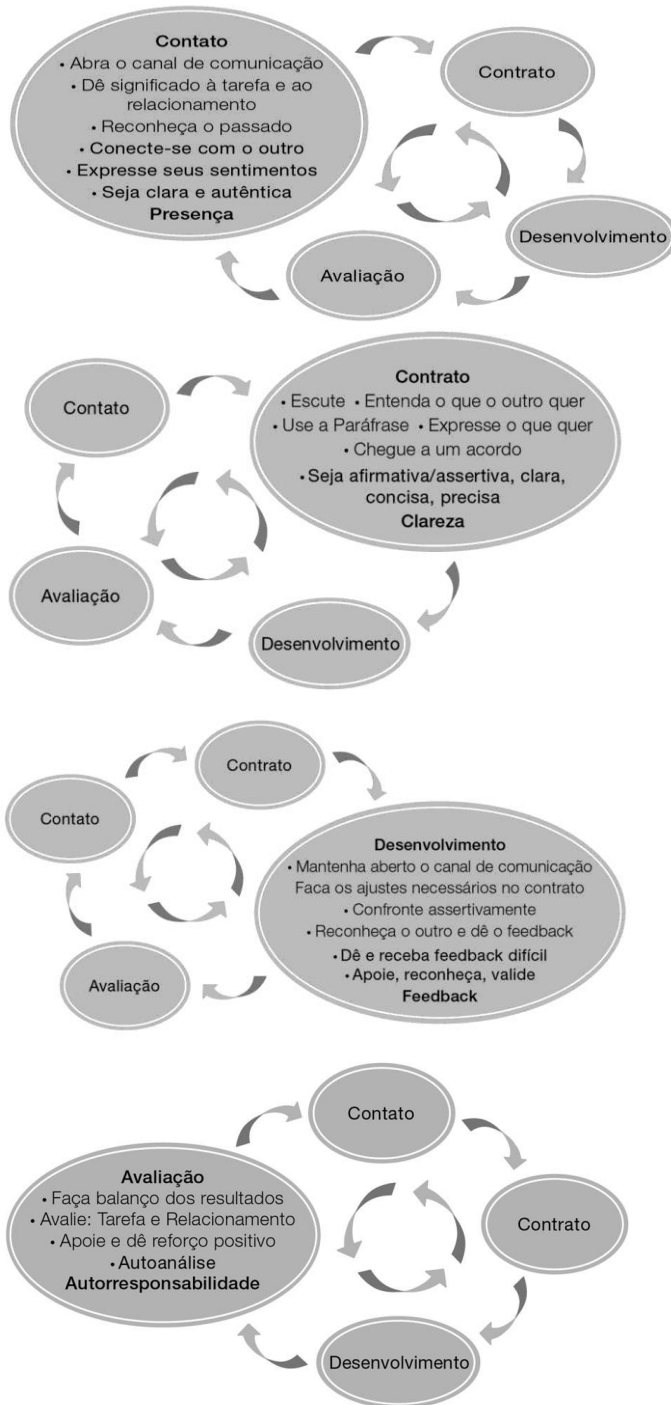 Contato
• Abra o canal de comunicação
• Dê significado à tarefa e ao
relacionamento
• Reconheça o passado
• Conecte-se com o outro
• Expresse seus sentimentos
• Seja clara e autêntica
Presença
Contrato
Desenvolvimento
Avaliação
Contato
Contrato
• Escute • Entenda o que o outro quer
• Use a Paráfrase • Expresse o que quer
• Chegue a um acordo
• Seja afirmativa/assertiva, clara,
concisa, precisa
Clareza
Avaliação
Desenvolvimento
Contrato
Contato
Desenvolvimento
• Mantenha aberto o canal de comunicação
Faca os ajustes necessários no contrato
• Confronte assertivamente
• Reconheça o outro e dê o feedback
• Dê e receba feedback difícil
• Apoie, reconheça, valide
Feedback
Avaliação
Contato
Avaliação
• Faça balanço dos resultados
• Avalie: Tarefa e Relacionamento
• Apoie e dê reforço positivo
• Autoanálise
Autorresponsabilidade
Contrato
Desenvolvimento